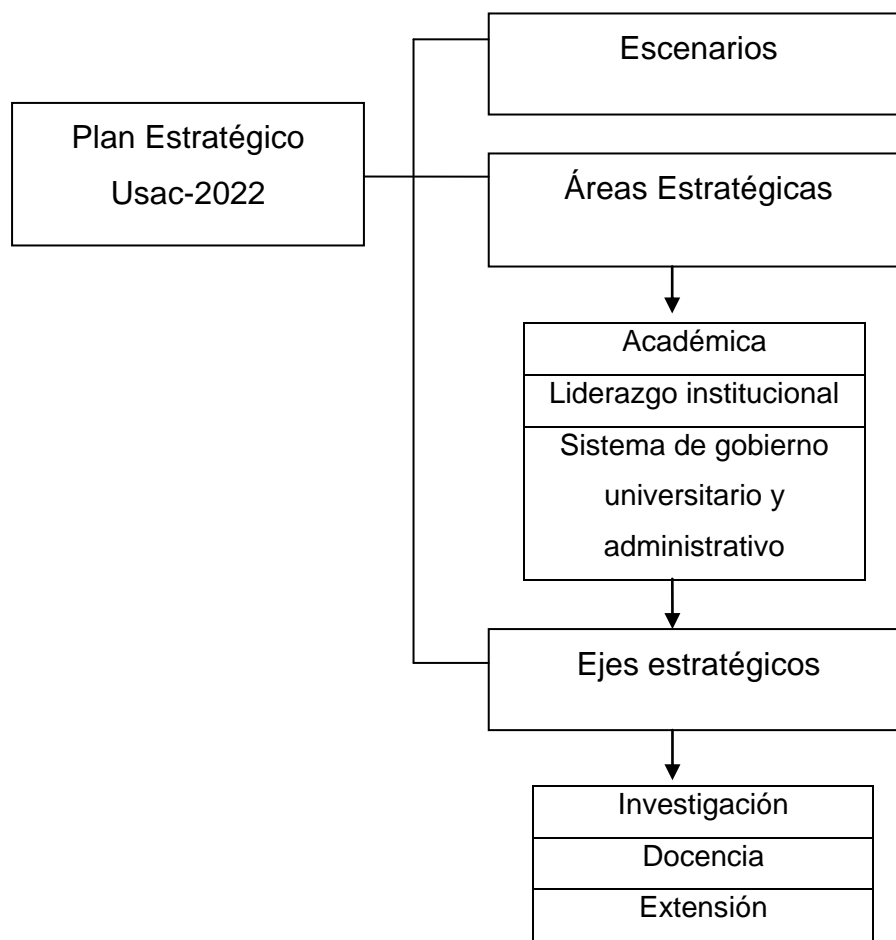 Escenarios
Plan Estratégico
Usac-2022
Áreas Estratégicas
Académica
Liderazgo institucional
Sistema de gobierno
universitario y
administrativo
Ejes estratégicos
Investigación
Docencia
Extensión